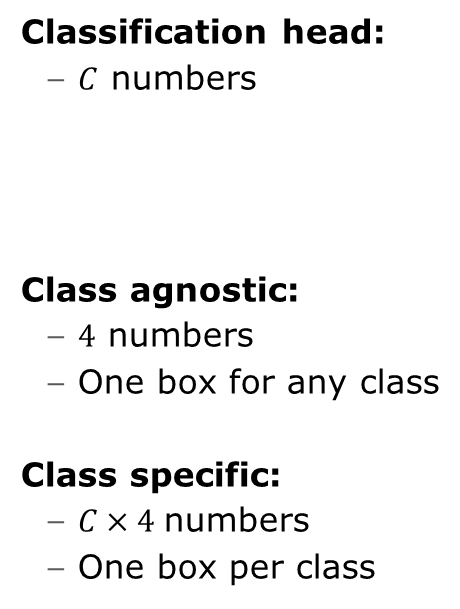 Classification head:
– C numbers
Class agnostic:
– 4 numbers
– One box for any class
Class specific:
– C × 4 numbers
– One box per class